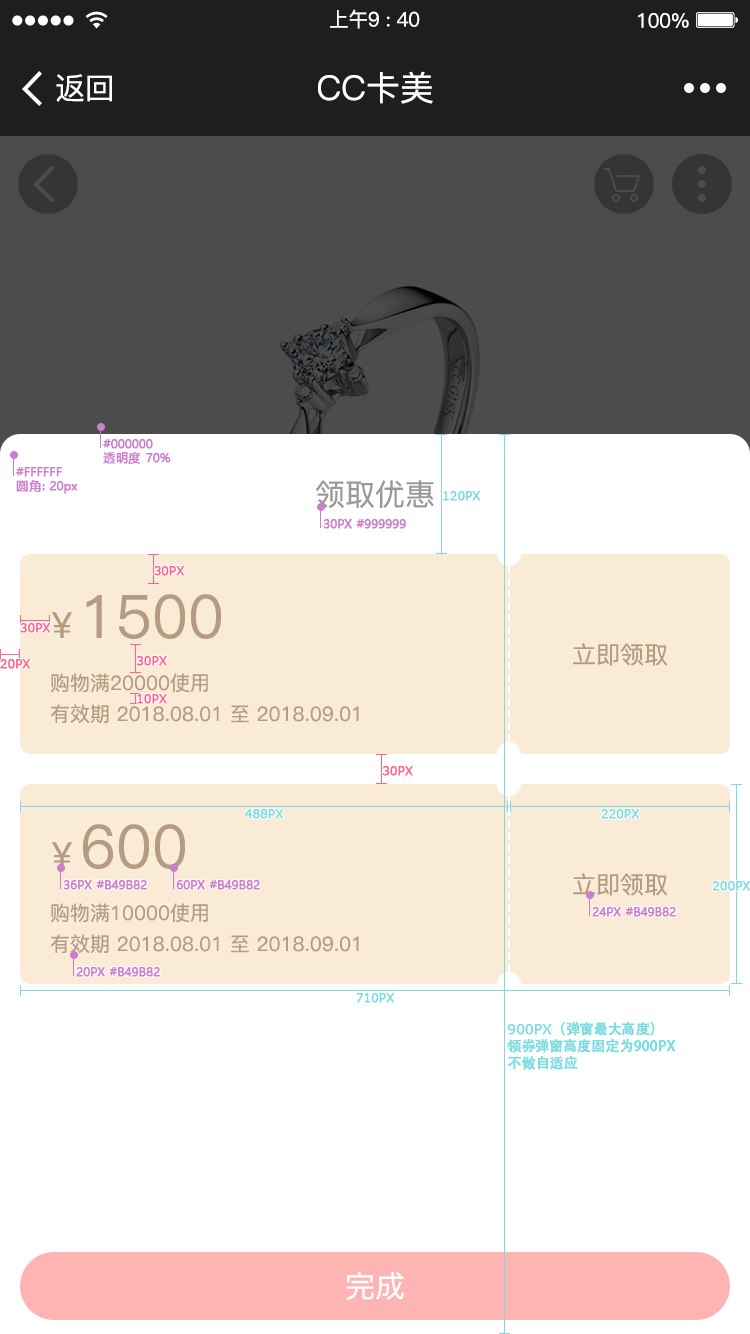 上午9 : 40
100%
返回
CC卡美
CC GISK
#000000
透明度 70%
#FFFFFF
圆角: 20px
领取优惠
120PX
30PX #999999
30PX
¥ 1500
30PX
20PX
30PX
购物满20000使用
10PX
有效期 2018.08.01 至 2018.09.01
立即领取
30PX
488PX
220PX
¥ 600
36PX #B49B82
60PX #B49B82
立即领取
200PX
24PX #B49B82
购物满10000使用
有效期 2018.08.01 至 2018.09.01
20PX #B49B82
710PX
900PX（弹窗最大高度）
领券弹窗高度固定为900PX
不做自适应
完成